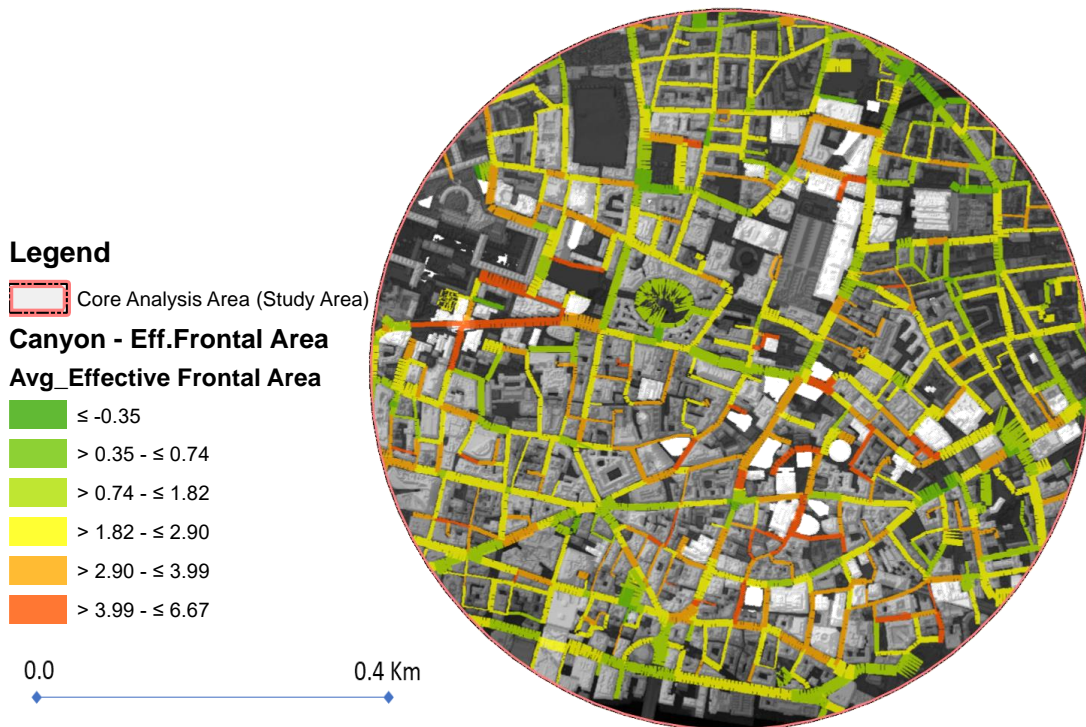 Legend
Core Analysis Area (Study Area)
Canyon - Eff.Frontal Area
Avg_Effective Frontal Area
≤ -0.35
> 0.35 - ≤ 0.74
> 0.74 - ≤ 1.82
> 1.82 - ≤ 2.90
> 2.90 - ≤ 3.99
> 3.99 - ≤ 6.67
0.0 0.4 Km